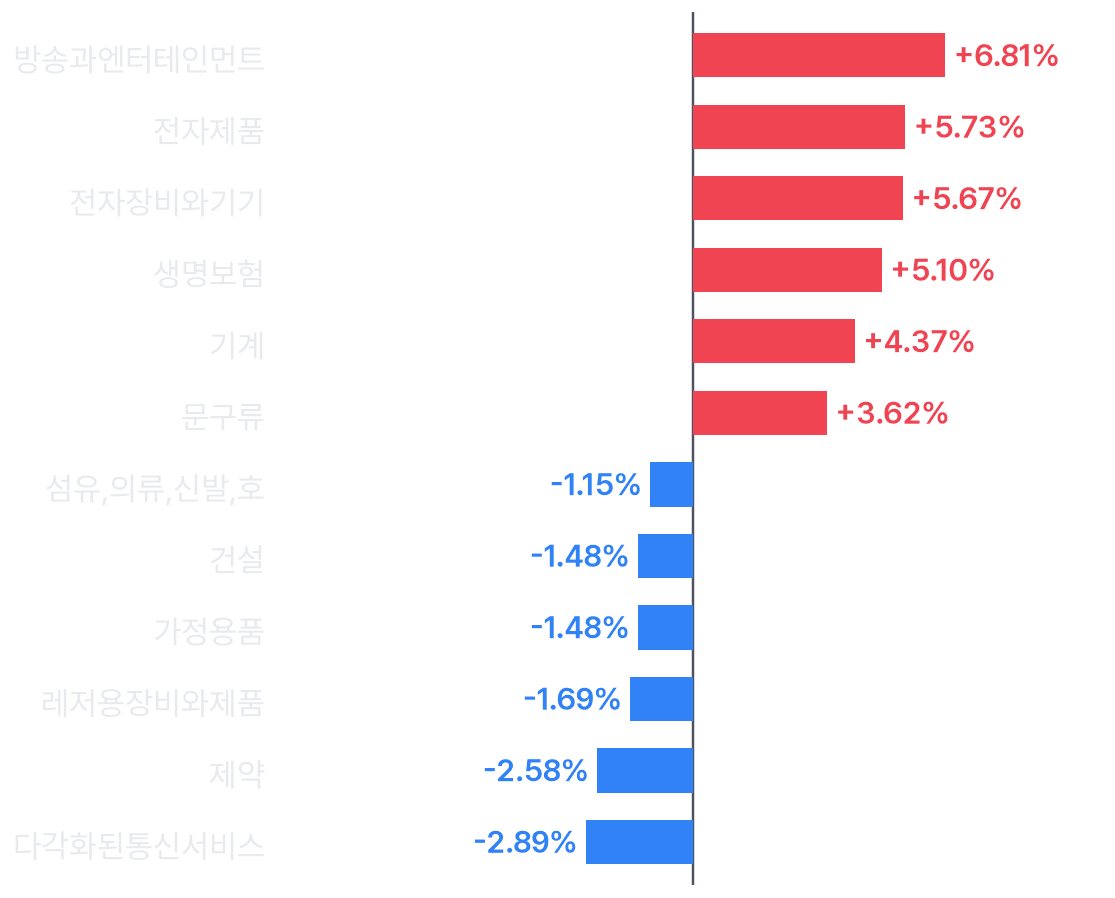 방송과엔터테인먼트 +6.81%
전자제품 +5.73%
전자장비와기기 +5.67%
생명보험 +5.10%
기계 +4.37%
문구류 +3.62%
섬유,의류,신발,호 -1.15%
건설 -1.48%
가정용품 -1.48%
레저용장비와제품 -1.69%
제약 -2.58%
다각화된통신서비스 -2.89%